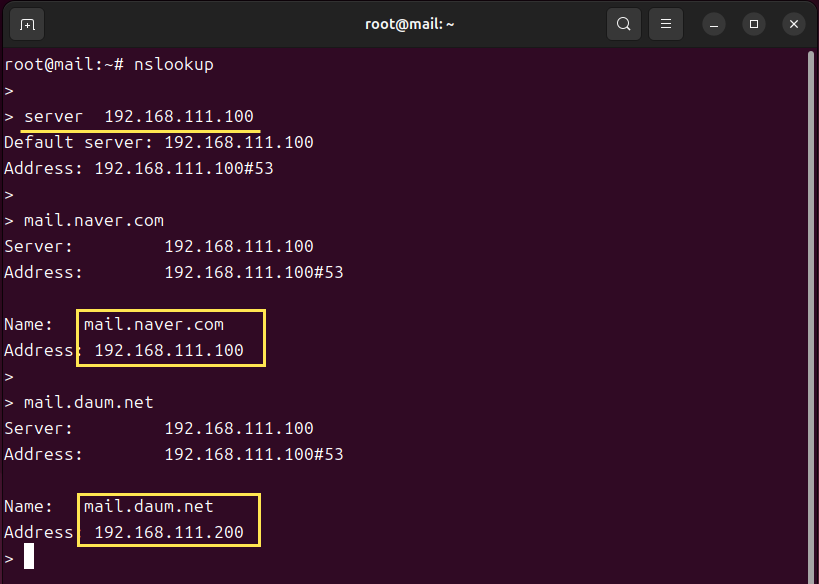 root@mail: ~
root@mail:~# nslookup
>
> server  192.168.111.100
Default server: 192.168.111.100
Address: 192.168.111.100#53
>
> mail.naver.com
Server:         192.168.111.100
Address:        192.168.111.100#53
Name:   mail.naver.com
Address: 192.168.111.100
>
> mail.daum.net
Server:         192.168.111.100
Address:        192.168.111.100#53
Name:   mail.daum.net
Address: 192.168.111.200
>